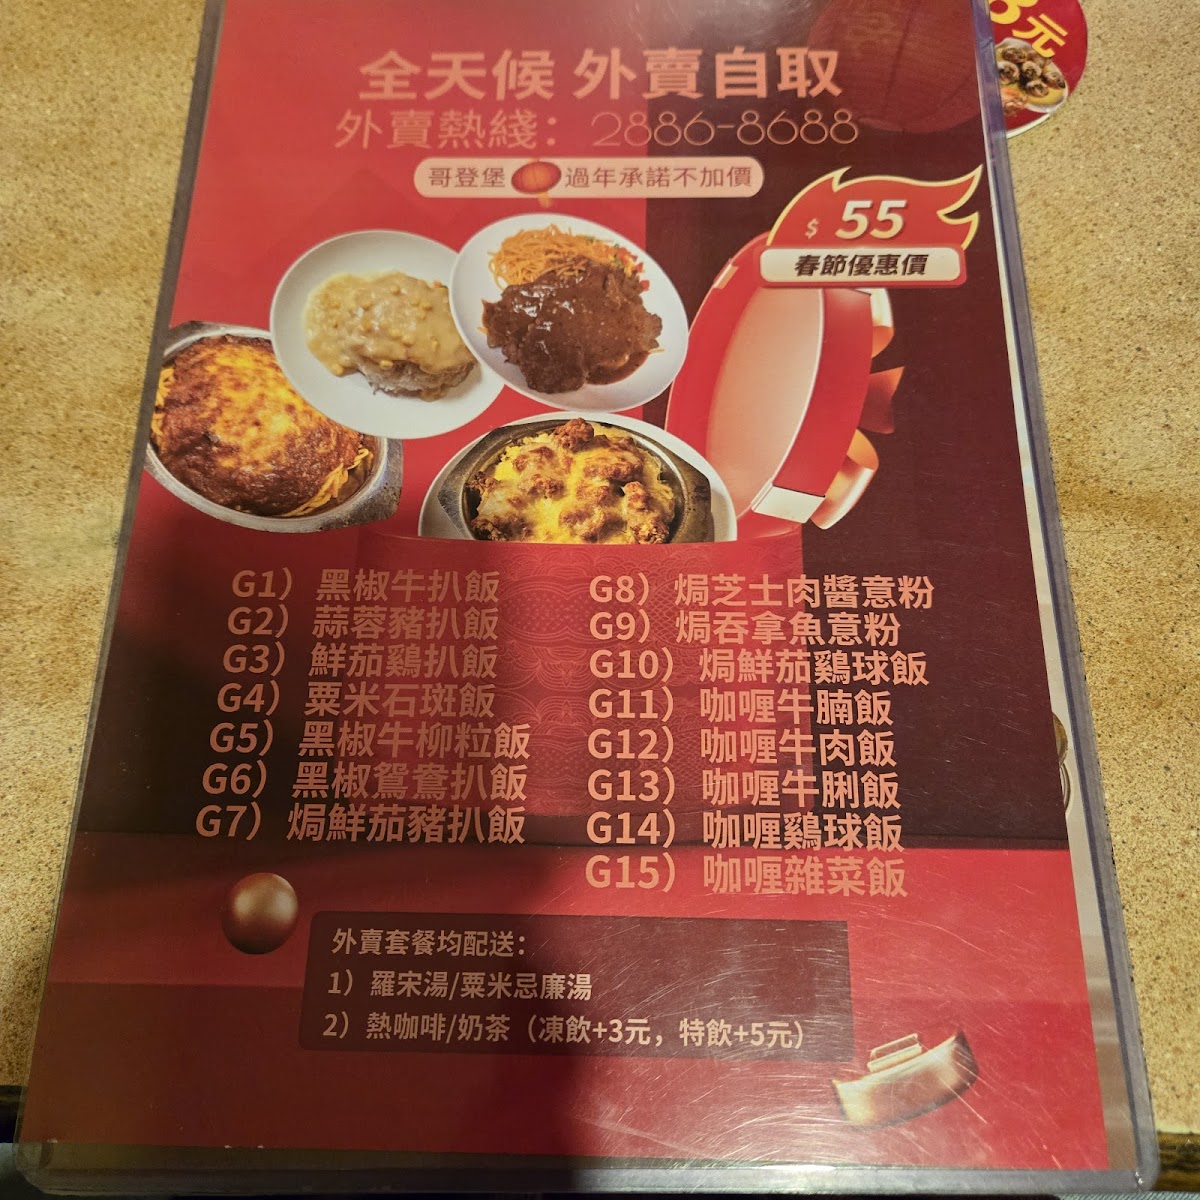 3元
全天候 外賣自取
外賣熱綫：2886-8688
哥登堡 過年承諾不加價
$ 55
春節優惠價
G1）黑椒牛扒飯
G2）蒜蓉豬扒飯
G3）鮮茄鷄扒飯
G4）粟米石斑飯
G5）黑椒牛柳粒飯
G6）黑椒鴛鴦扒飯
G7）焗鮮茄豬扒飯
G8）焗芝士肉醬意粉
G9）焗吞拿魚意粉
G10）焗鮮茄鷄球飯
G11）咖喱牛腩飯
G12）咖喱牛肉飯
G13）咖喱牛脷飯
G14）咖喱鷄球飯
G15）咖喱雜菜飯
外賣套餐均配送：
1）羅宋湯/粟米忌廉湯
2）熱咖啡/奶茶（凍飲+3元，特飲+5元）